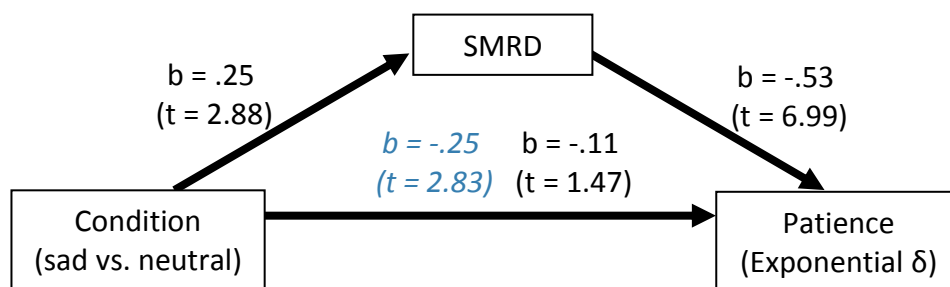 SMRD
b = .25
(t = 2.88)
b = -.53
(t = 6.99)
b = -.25 b = -.11
(t = 2.83) (t = 1.47)
Condition
(sad vs. neutral)
Patience
(Exponential δ)